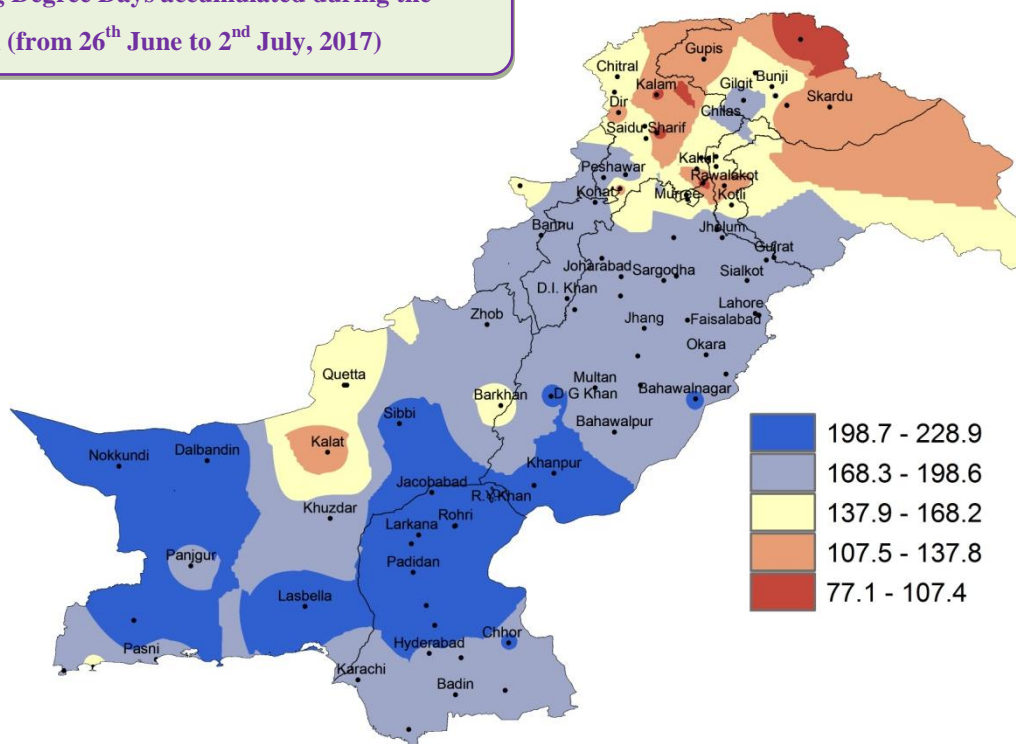 Degree Days accumulated during the
(from 26th June to 2nd July, 2017)
Gupis
Chitral
Gilgit
Bunji
Kalam
Skardu
Dir
Chilas
Saidu Sharif
Kakul
Peshawar
Rawalakot
Kohat
Murree
Kotli
Bannu
Jhelum
Gujrat
Joharabad
Sargodha
Sialkot
D.I. Khan
Zhob
Lahore
Jhang
Faisalabad
Okara
Quetta
Multan
Barkhan
D G Khan
Bahawalnagar
Sibbi
Bahawalpur
Kalat
Dalbandin
Nokkundi
Khanpur
Jacobabad
R.Y.Khan
Khuzdar
Larkana
Rohri
Panjgur
Padidan
Lasbella
Chhor
Hyderabad
Pasni
Karachi
Badin
198.7 - 228.9
168.3 - 198.6
137.9 - 168.2
107.5 - 137.8
77.1 - 107.4